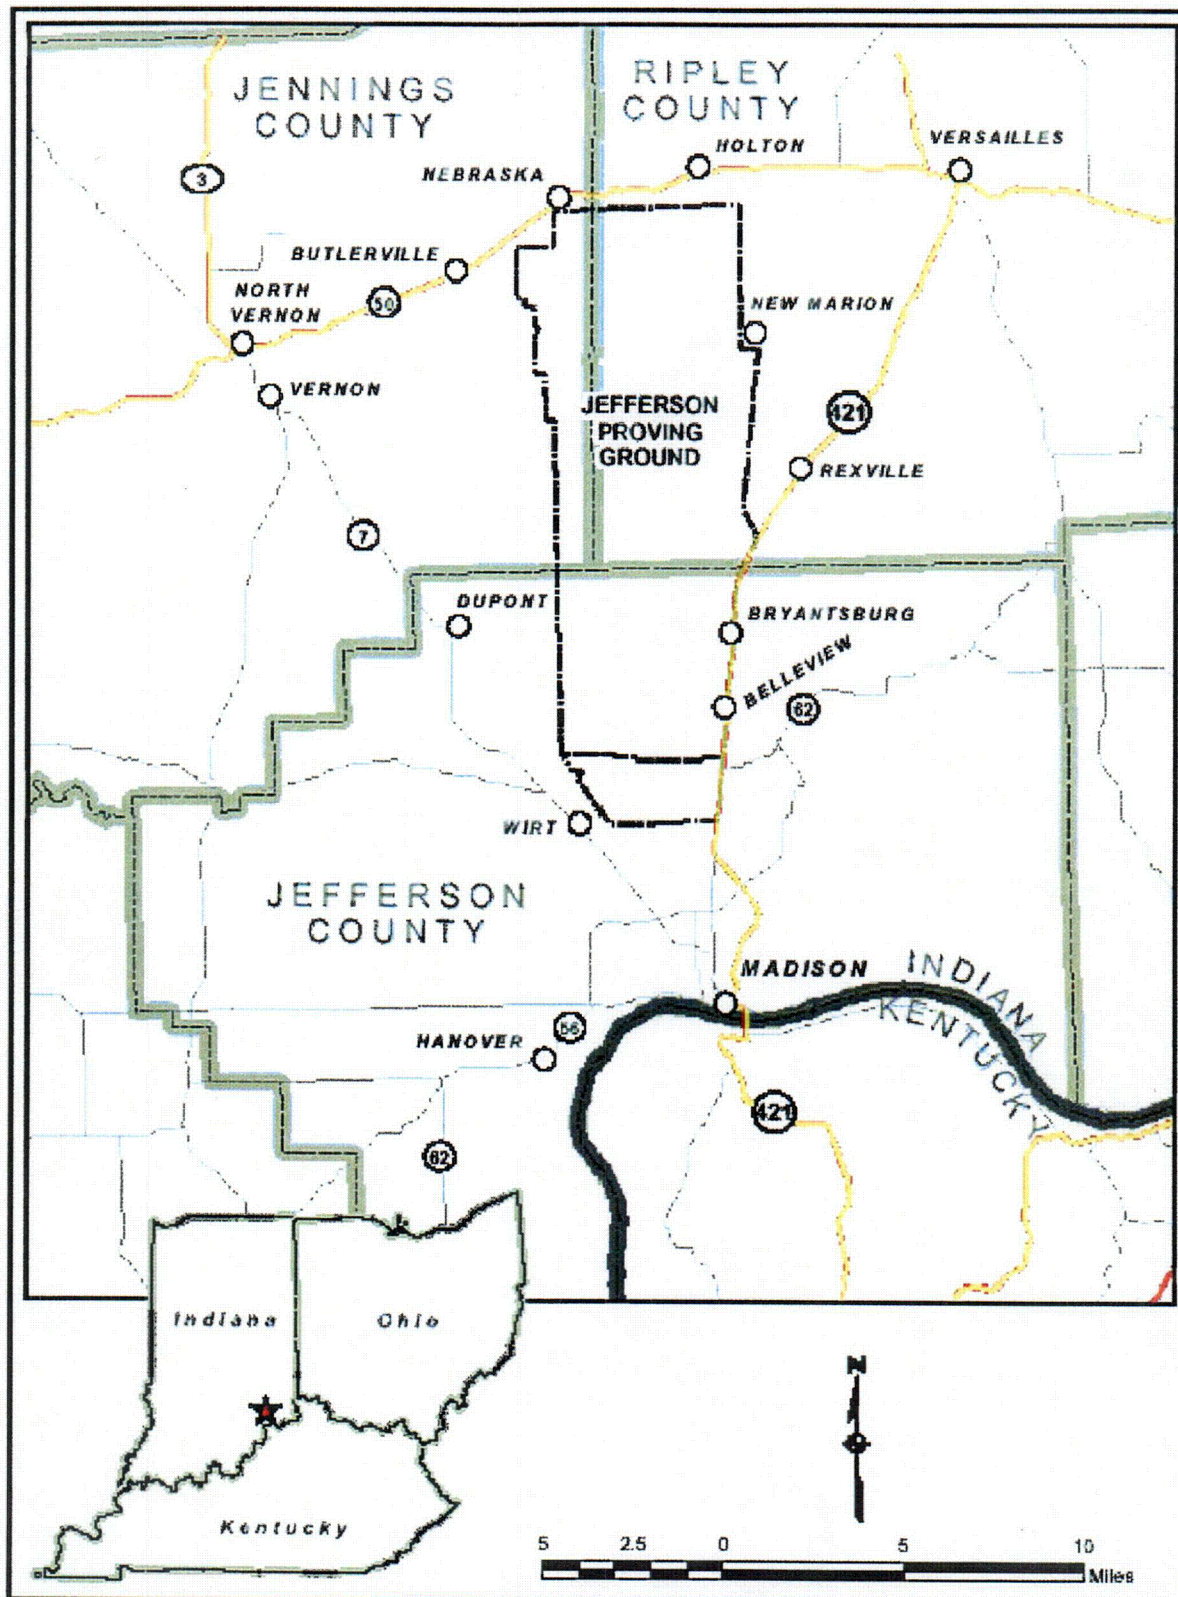 JENNINGS
COUNTY
RIPLEY
COUNTY
HOLTON
VERSAILLES
NEBRASKA
3
BUTLERVILLE
NORTH
VERNON
50
NEW MARION
VERNON
JEFFERSON
PROVING
GROUND
421
REXVILLE
7
DUPONT
BRYANTSBURG
BELLEVIEW
62
WIRT
JEFFERSON
COUNTY
MADISON
INDIANA
KENTUCKY
HANOVER
56
421
62
Indiana
Ohio
Kentucky
N
5 2.5 0 5 10
Miles